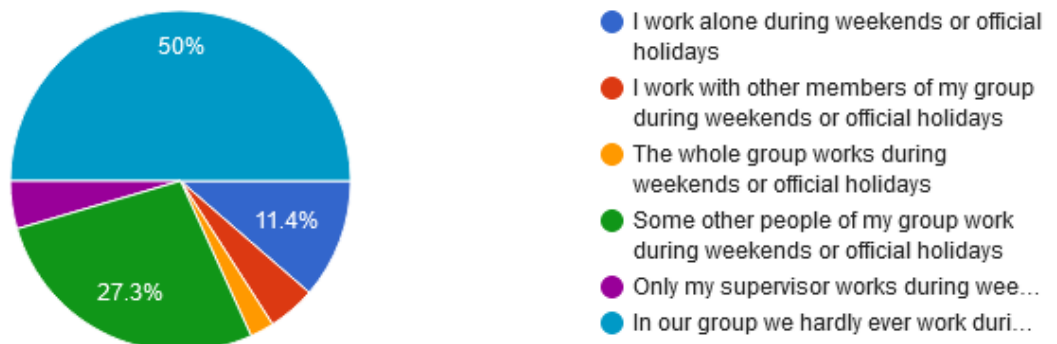 50%
11.4%
27.3%
I work alone during weekends or official
holidays
I work with other members of my group
during weekends or official holidays
The whole group works during
weekends or official holidays
Some other people of my group work
during weekends or official holidays
Only my supervisor works during wee...
In our group we hardly ever work duri...